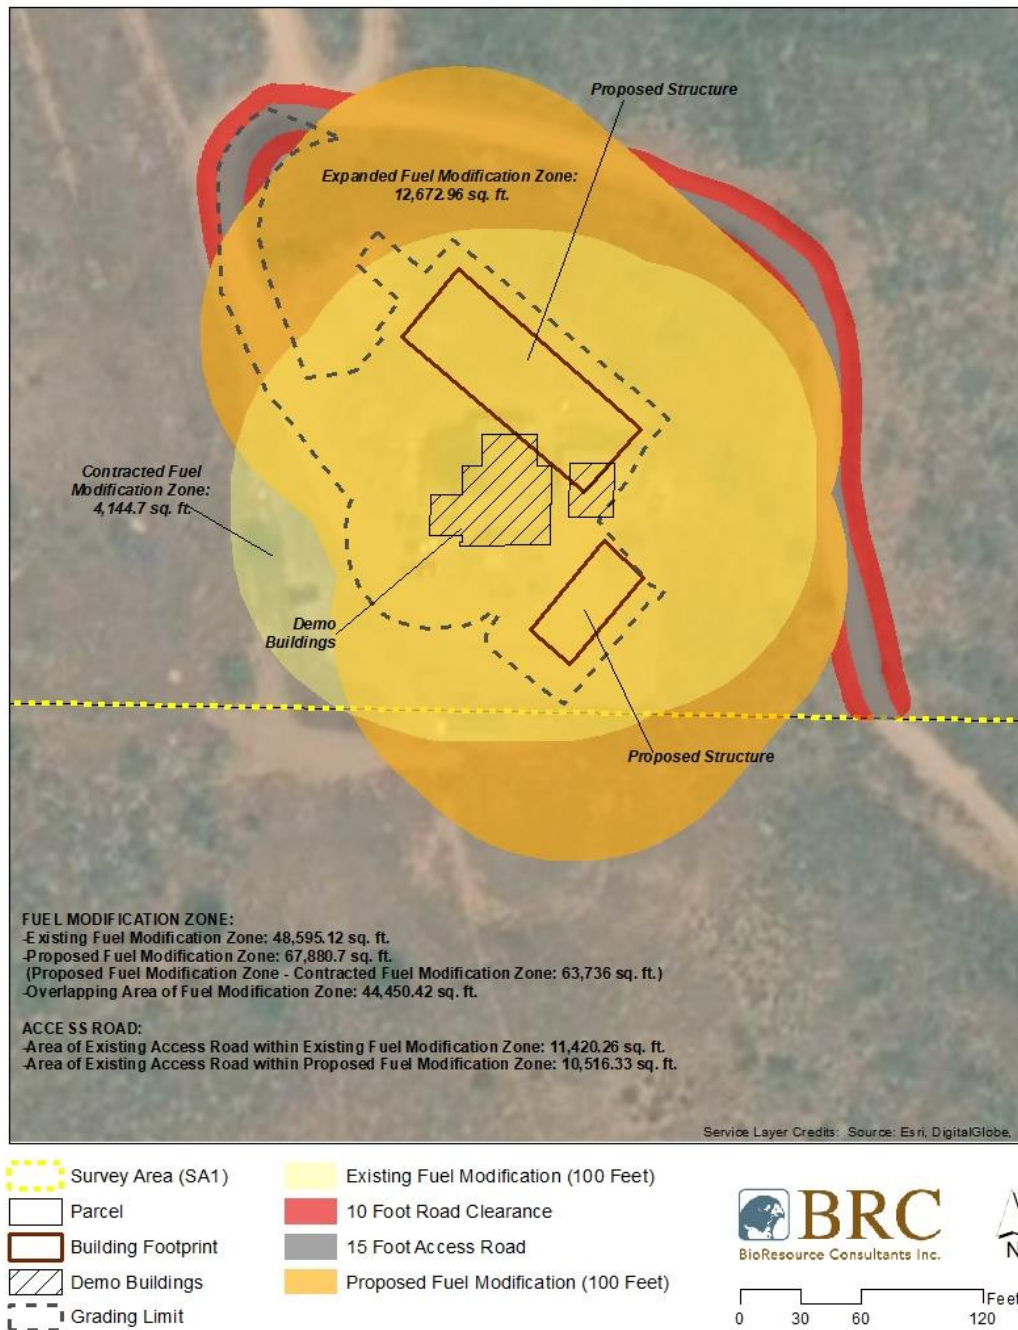 Proposed Structure
Expanded Fuel Modification Zone:
12,672.96 sq. ft.
Contracted Fuel
Modification Zone:
4,144.7 sq. ft.
Demo
Buildings
Proposed Structure
FUEL MODIFICATION ZONE:
-Existing Fuel Modification Zone: 48,595.12 sq. ft.
-Proposed Fuel Modification Zone: 67,880.7 sq. ft.
(Proposed Fuel Modification Zone - Contracted Fuel Modification Zone: 63,736 sq. ft.)
-Overlapping Area of Fuel Modification Zone: 44,450.42 sq. ft.
ACCESS ROAD:
-Area of Existing Access Road within Existing Fuel Modification Zone: 11,420.26 sq. ft.
-Area of Existing Access Road within Proposed Fuel Modification Zone: 10,516.33 sq. ft.
Service Layer Credits: Source: Esri, DigitalGlobe,
Survey Area (SA1)
Parcel
Building Footprint
Demo Buildings
Grading Limit
Existing Fuel Modification (100 Feet)
10 Foot Road Clearance
15 Foot Access Road
Proposed Fuel Modification (100 Feet)
BRC
BioResource Consultants Inc.
N
Feet
0 30 60 120